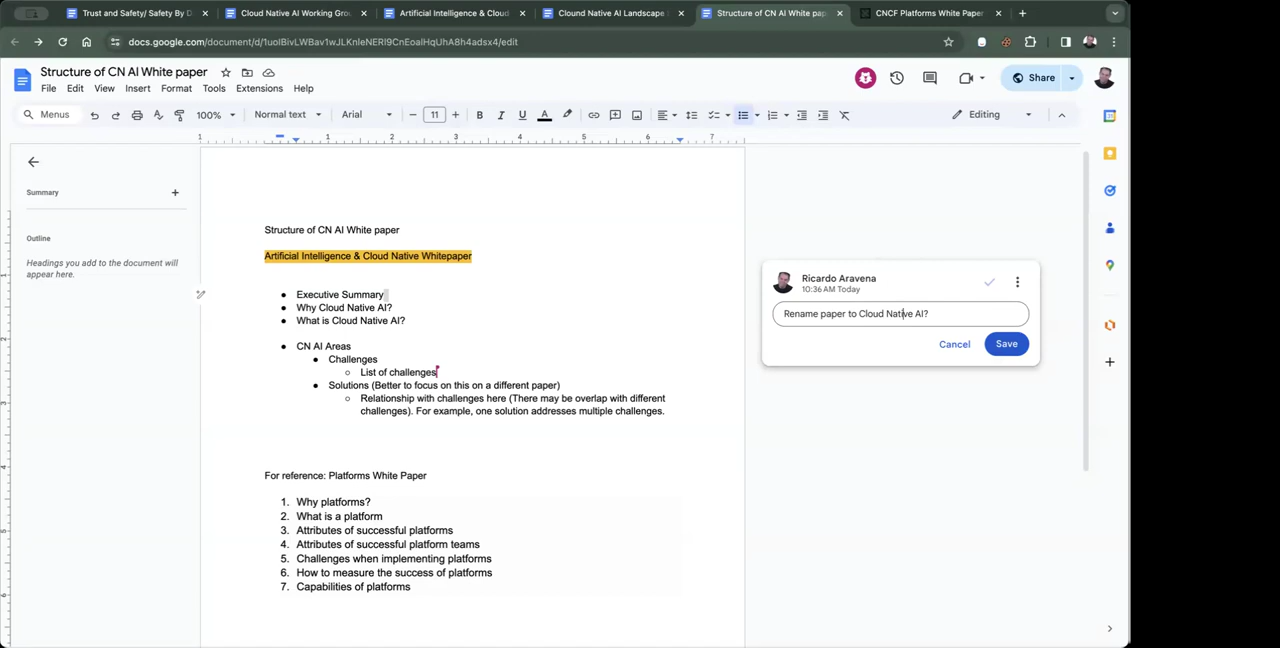 Trust and Safety/ Safety By D
Cloud Native AI Working Gro
Artificial Intelligence & Cloud
Clound Native AI Landscape
Structure of CN AI White pap
CNCF Platforms White Paper
docs.google.com/document/d/1uoIBivLWBav1wJLKnleNERl9CnEoalHqUhA8h4adsx4/edit
Structure of CN AI White paper
Share
File Edit View Insert Format Tools Extensions Help
Menus
100%
Normal text
Arial
11
Editing
1 1 2 3 4 5 6 7
Summary
Outline
Headings you add to the document will
appear here.
Structure of CN AI White paper
Artificial Intelligence & Cloud Native Whitepaper
● Executive Summary
● Why Cloud Native AI?
● What is Cloud Native AI?
● CN AI Areas
● Challenges
○ List of challenges
● Solutions (Better to focus on this on a different paper)
○ Relationship with challenges here (There may be overlap with different
challenges). For example, one solution addresses multiple challenges.
For reference: Platforms White Paper
1. Why platforms?
2. What is a platform
3. Attributes of successful platforms
4. Attributes of successful platform teams
5. Challenges when implementing platforms
6. How to measure the success of platforms
7. Capabilities of platforms
Ricardo Aravena
10:36 AM Today
Rename paper to Cloud Native AI?
Cancel
Save